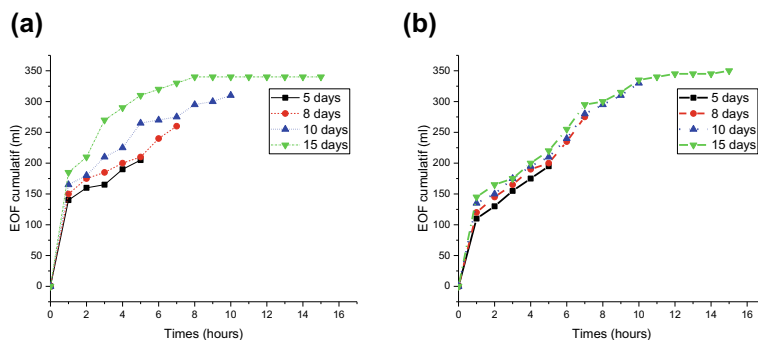 (a)
350
300
250
200
150
100
50
0
EOF cumulatif (ml)
5 days
8 days
10 days
15 days
0 2 4 6 8 10 12 14 16
Times (hours)
(b)
350
300
250
200
150
100
50
0
EOF cumulatif (ml)
5 days
8 days
10 days
15 days
0 2 4 6 8 10 12 14 16
Times (hours)